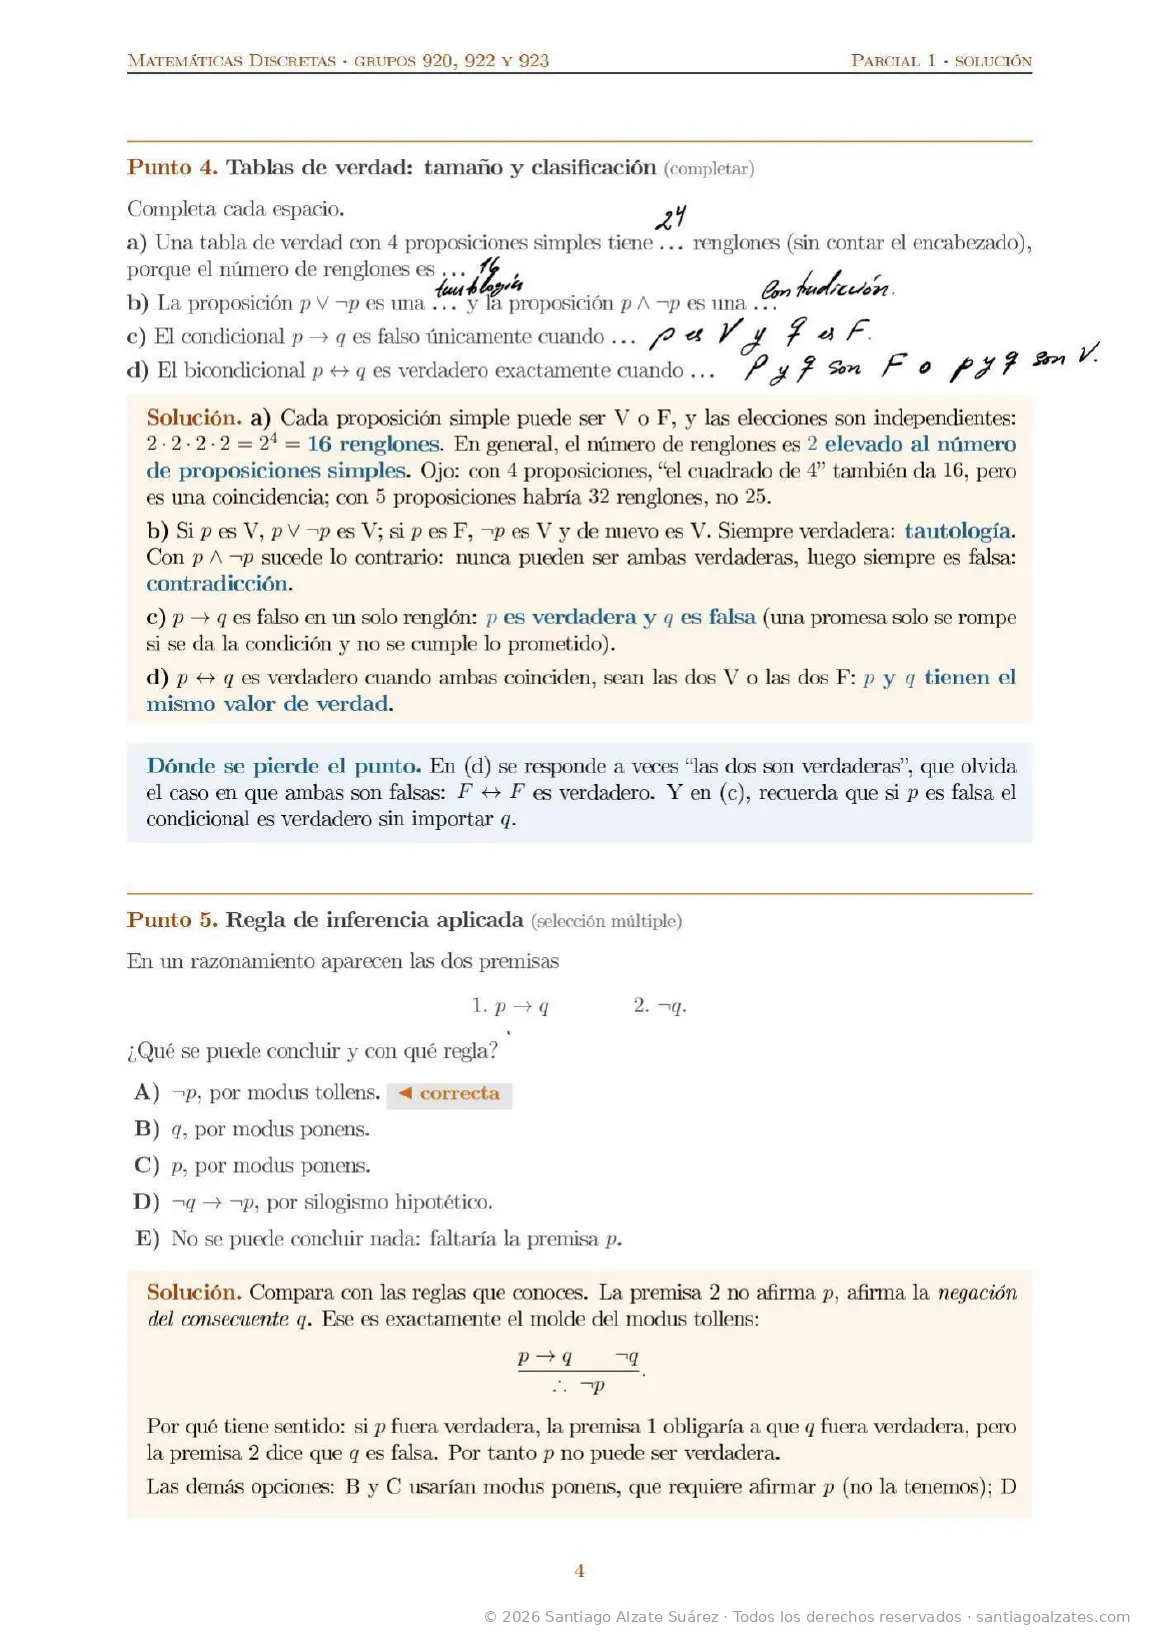 MATEMÁTICAS DISCRETAS · GRUPOS 920, 922 Y 923 PARCIAL 1 · SOLUCIÓN
Punto 4. Tablas de verdad: tamaño y clasificación (completar)
Completa cada espacio.
2⁴
a) Una tabla de verdad con 4 proposiciones simples tiene ... renglones (sin contar el encabezado),
porque el número de renglones es ... 16
tautología contradicción.
b) La proposición p ∨ ¬p es una ... y la proposición p ∧ ¬p es una ...
c) El condicional p → q es falso únicamente cuando ... p es V y q es F.
d) El bicondicional p ↔ q es verdadero exactamente cuando ... P y q son F o p y q son V.
Solución. a) Cada proposición simple puede ser V o F, y las elecciones son independientes:
2 · 2 · 2 · 2 = 2⁴ = 16 renglones. En general, el número de renglones es 2 elevado al número
de proposiciones simples. Ojo: con 4 proposiciones, “el cuadrado de 4” también da 16, pero
es una coincidencia; con 5 proposiciones habría 32 renglones, no 25.
b) Si p es V, p ∨ ¬p es V; si p es F, ¬p es V y de nuevo es V. Siempre verdadera: tautología.
Con p ∧ ¬p sucede lo contrario: nunca pueden ser ambas verdaderas, luego siempre es falsa:
contradicción.
c) p → q es falso en un solo renglón: p es verdadera y q es falsa (una promesa solo se rompe
si se da la condición y no se cumple lo prometido).
d) p ↔ q es verdadero cuando ambas coinciden, sean las dos V o las dos F: p y q tienen el
mismo valor de verdad.
Dónde se pierde el punto. En (d) se responde a veces “las dos son verdaderas”, que olvida
el caso en que ambas son falsas: F ↔ F es verdadero. Y en (c), recuerda que si p es falsa el
condicional es verdadero sin importar q.
Punto 5. Regla de inferencia aplicada (selección múltiple)
En un razonamiento aparecen las dos premisas
1. p → q 2. ¬q.
¿Qué se puede concluir y con qué regla?
A) ¬p, por modus tollens. ◀ correcta
B) q, por modus ponens.
C) p, por modus ponens.
D) ¬q → ¬p, por silogismo hipotético.
E) No se puede concluir nada: faltaría la premisa p.
Solución. Compara con las reglas que conoces. La premisa 2 no afirma p, afirma la negación
del consecuente q. Ese es exactamente el molde del modus tollens:
p → q ¬q
∴ ¬p.
Por qué tiene sentido: si p fuera verdadera, la premisa 1 obligaría a que q fuera verdadera, pero
la premisa 2 dice que q es falsa. Por tanto p no puede ser verdadera.
Las demás opciones: B y C usarían modus ponens, que requiere afirmar p (no la tenemos); D
4
© 2026 Santiago Alzate Suárez · Todos los derechos reservados · santiagoalzates.com